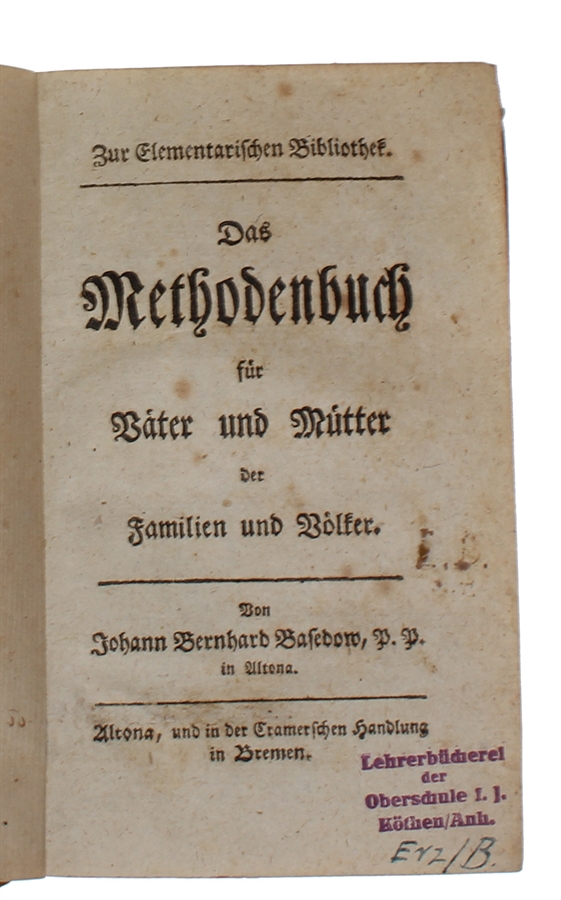 Zur Elementarischen Bibliothek.
Das
Methodenbuch
für
Väter und Mütter
der
Familien und Völker.
Von
Johann Bernhard Basedow, P. P.
in Altona.
Altona, und in der Cramerschen Handlung
in Bremen.
Lehrerbücherei
der
Oberschule f. J.
Köthen/Anh.
Erz/B.